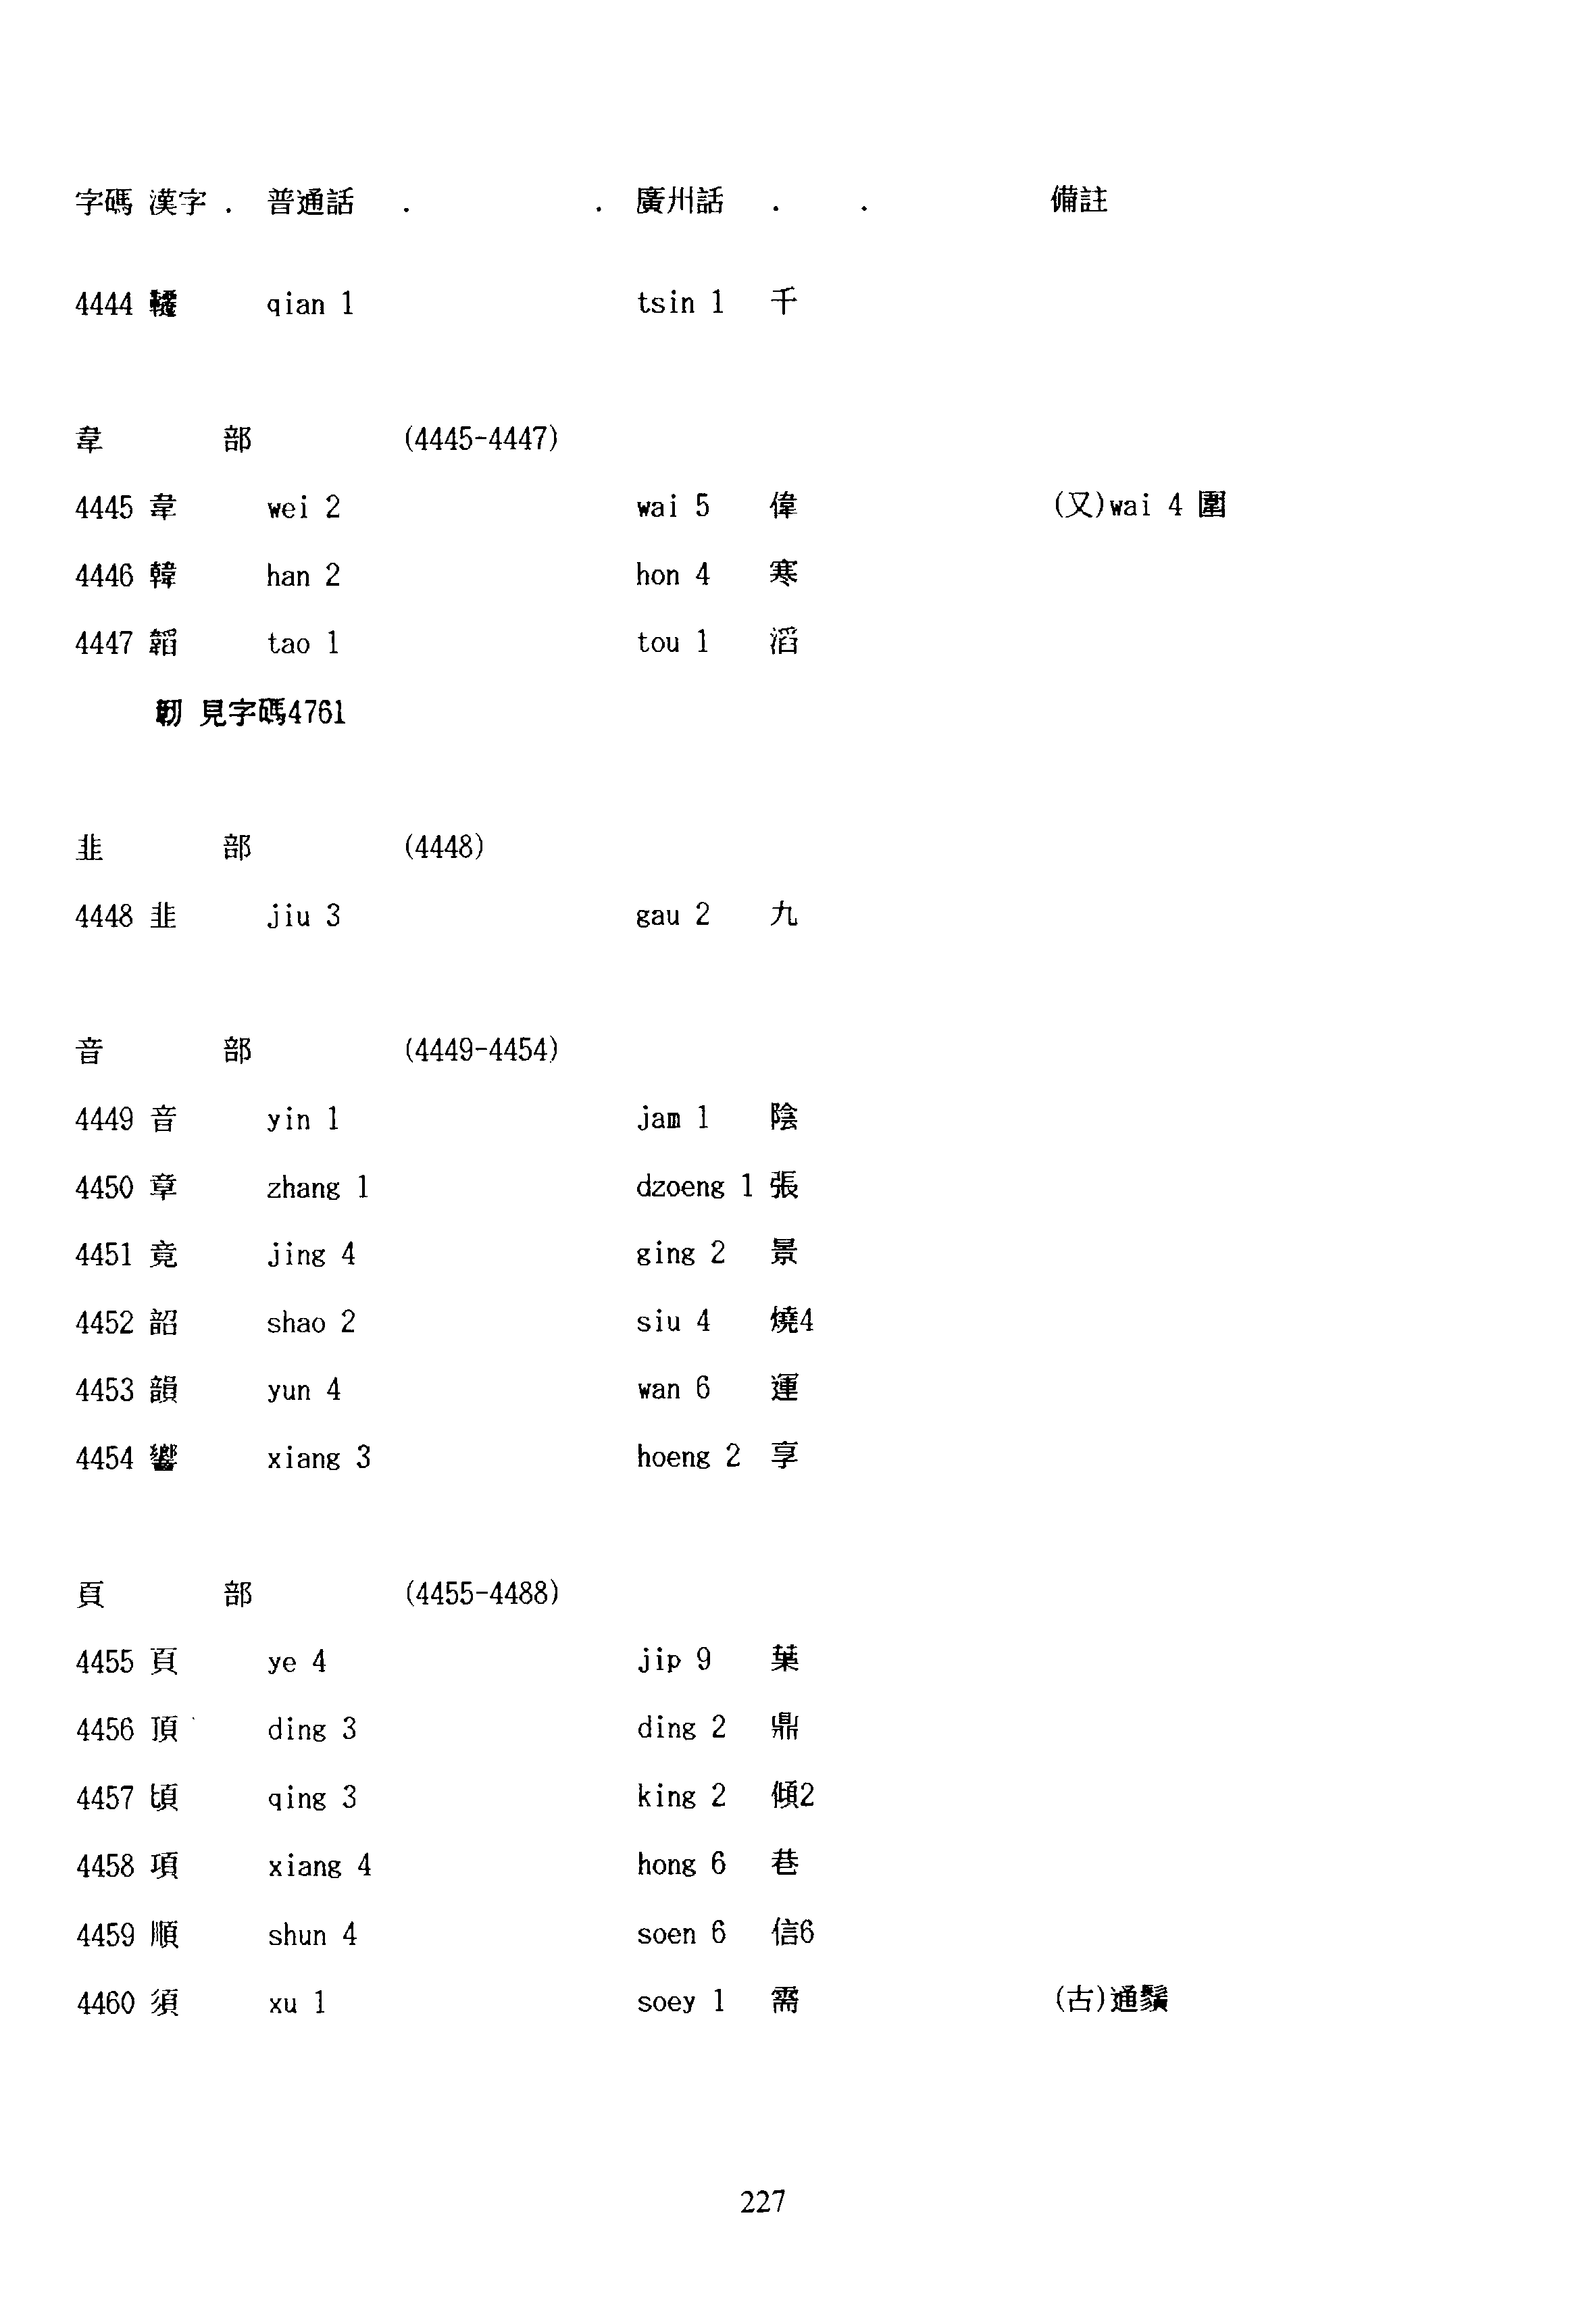 字碼 漢字 . 普通話 . . 廣州話 . . 備註
4444 韆 qian 1 tsin 1 千
韋 部 (4445-4447)
4445 韋 wei 2 wai 5 偉 (又)wai 4 圍
4446 韓 han 2 hon 4 寒
4447 韜 tao 1 tou 1 滔
韌 見字碼4761
韭 部 (4448)
4448 韭 jiu 3 gau 2 九
音 部 (4449-4454)
4449 音 yin 1 jam 1 陰
4450 章 zhang 1 dzoeng 1 張
4451 竟 jing 4 ging 2 景
4452 韶 shao 2 siu 4 燒4
4453 韻 yun 4 wan 6 運
4454 響 xiang 3 hoeng 2 享
頁 部 (4455-4488)
4455 頁 ye 4 jip 9 葉
4456 頂 ding 3 ding 2 鼎
4457 頃 qing 3 king 2 傾2
4458 項 xiang 4 hong 6 巷
4459 順 shun 4 soen 6 信6
4460 須 xu 1 soey 1 需 (古)通鬚
227